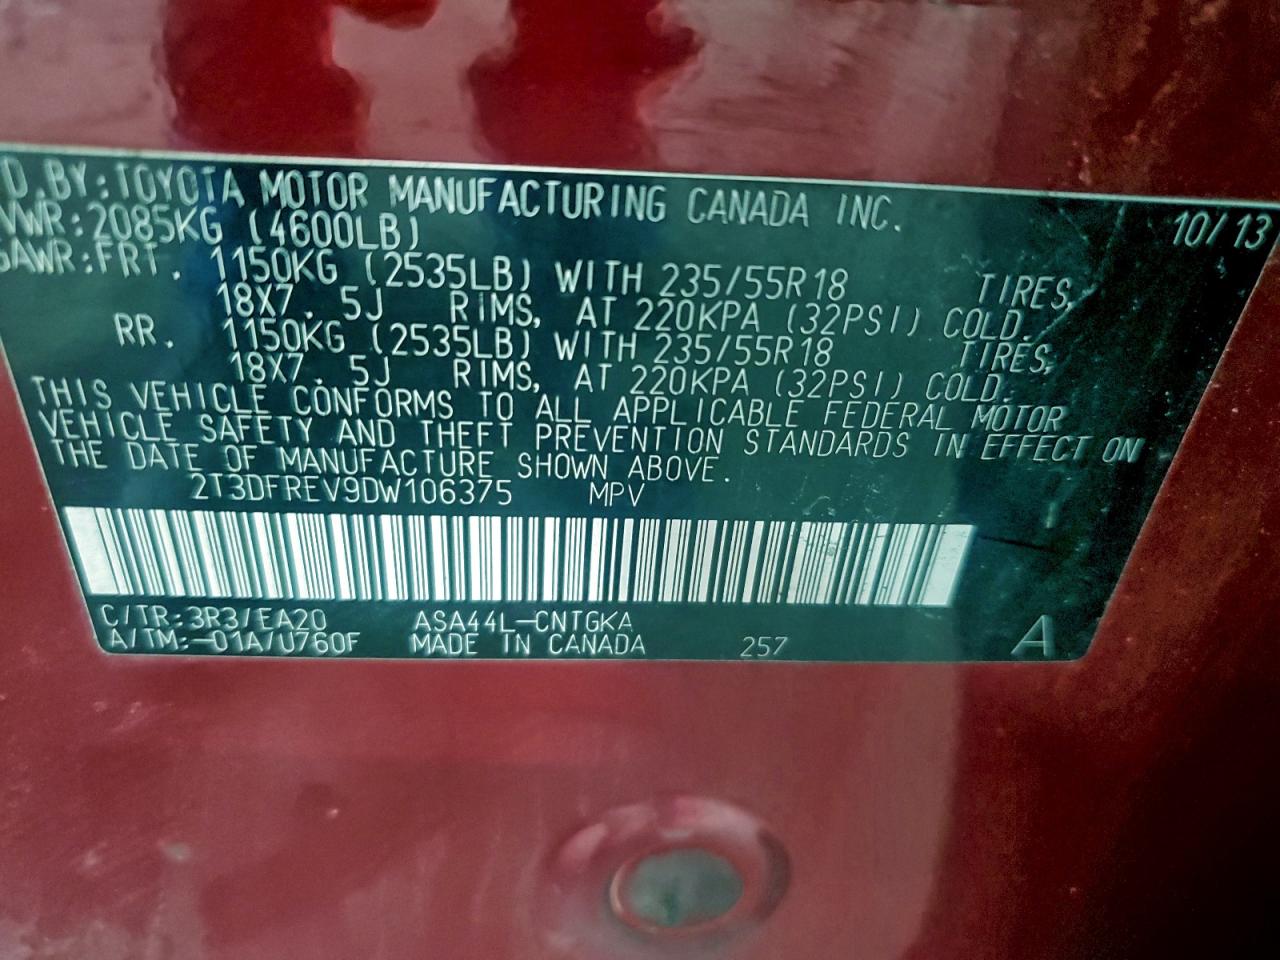 D.BY:TOYOTA MOTOR MANUFACTURING CANADA INC. 10/13
VWR:2085KG (4600LB)
GAWR:FRT. 1150KG (2535LB) WITH 235/55R18 TIRES,
18X7.5J RIMS, AT 220KPA (32PSI) COLD.
RR. 1150KG (2535LB) WITH 235/55R18 TIRES,
18X7.5J RIMS, AT 220KPA (32PSI) COLD.
THIS VEHICLE CONFORMS TO ALL APPLICABLE FEDERAL MOTOR
VEHICLE SAFETY AND THEFT PREVENTION STANDARDS IN EFFECT ON
THE DATE OF MANUFACTURE SHOWN ABOVE.
2T3DFREV9DW106375 MPV
C/TR:3R3/EA20 ASA44L-CNTGKA
A/TM:-01A/U760F MADE IN CANADA 257 A